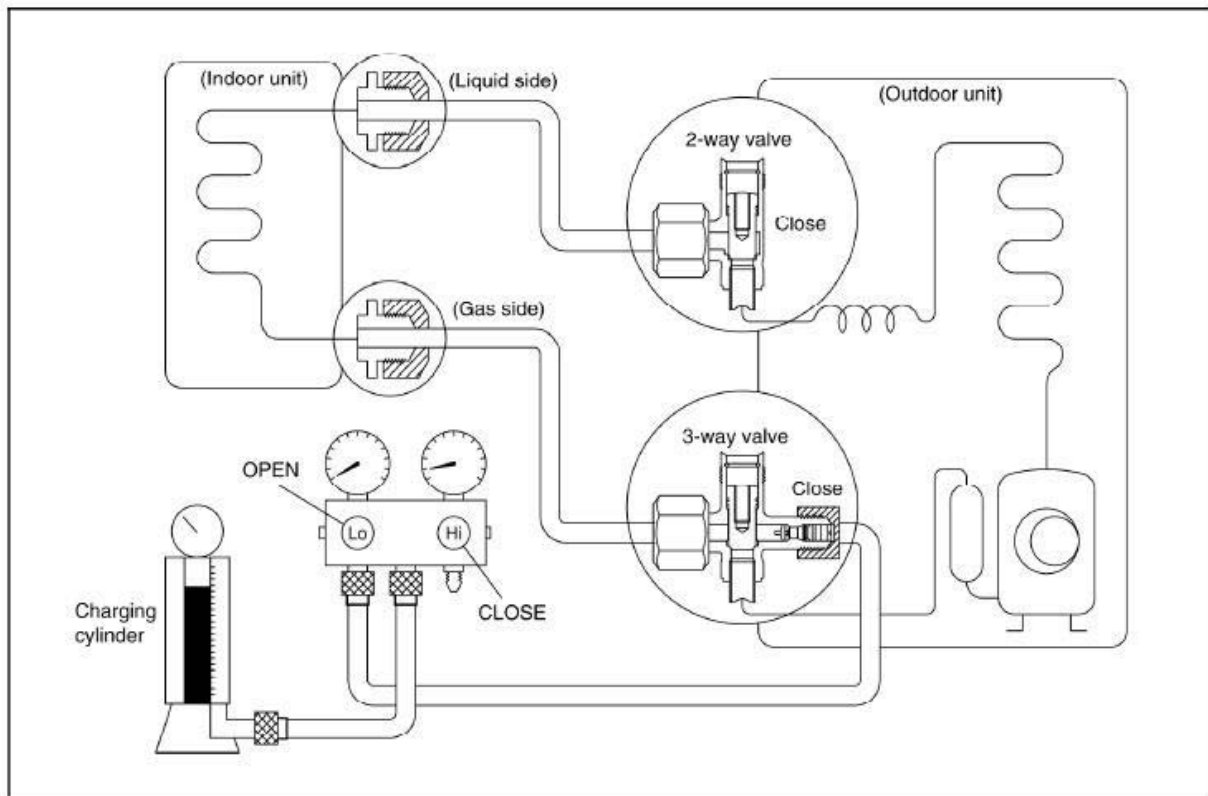 (Indoor unit)
(Liquid side)
(Outdoor unit)
2-way valve
Close
(Gas side)
3-way valve
Close
OPEN
Lo
Hi
CLOSE
Charging
cylinder